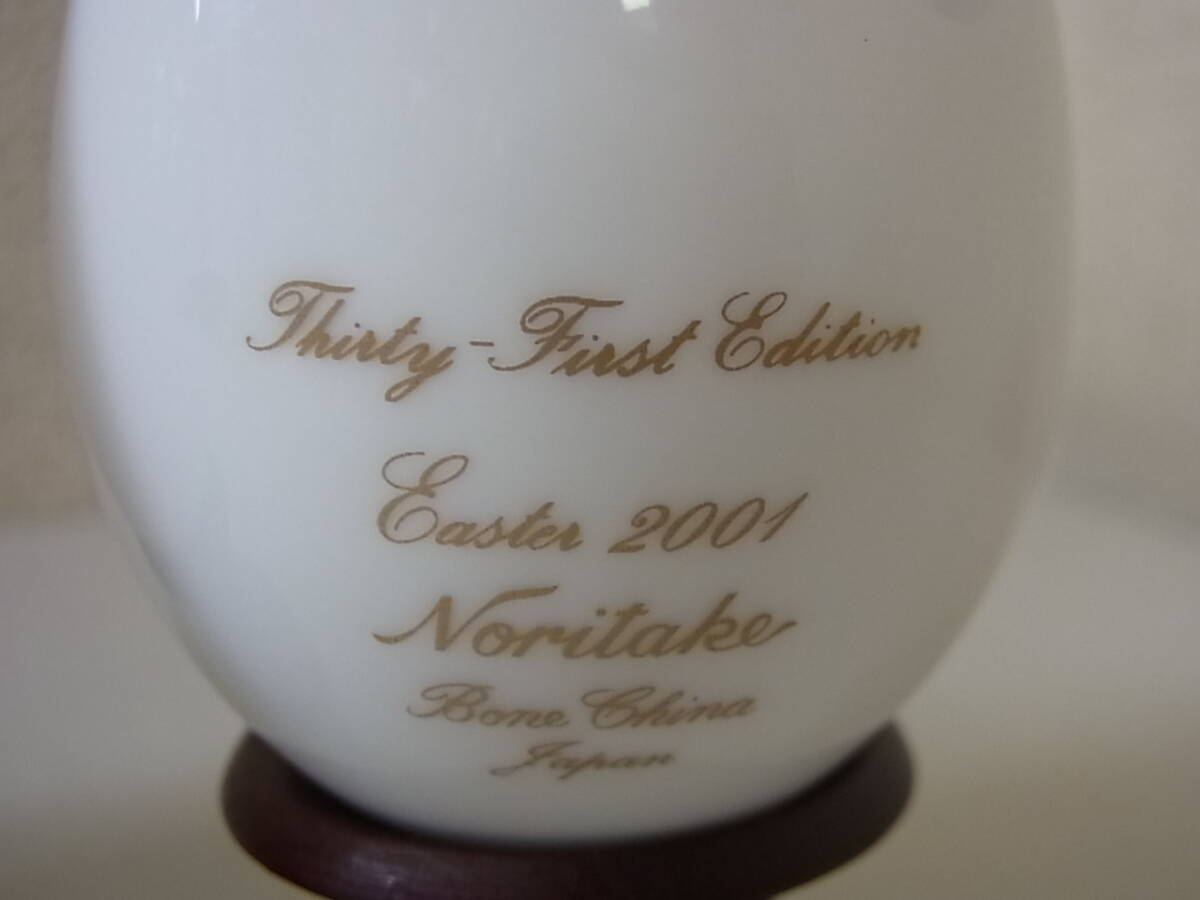 Thirty-First Edition
Easter 2001
Noritake
Bone China
Japan